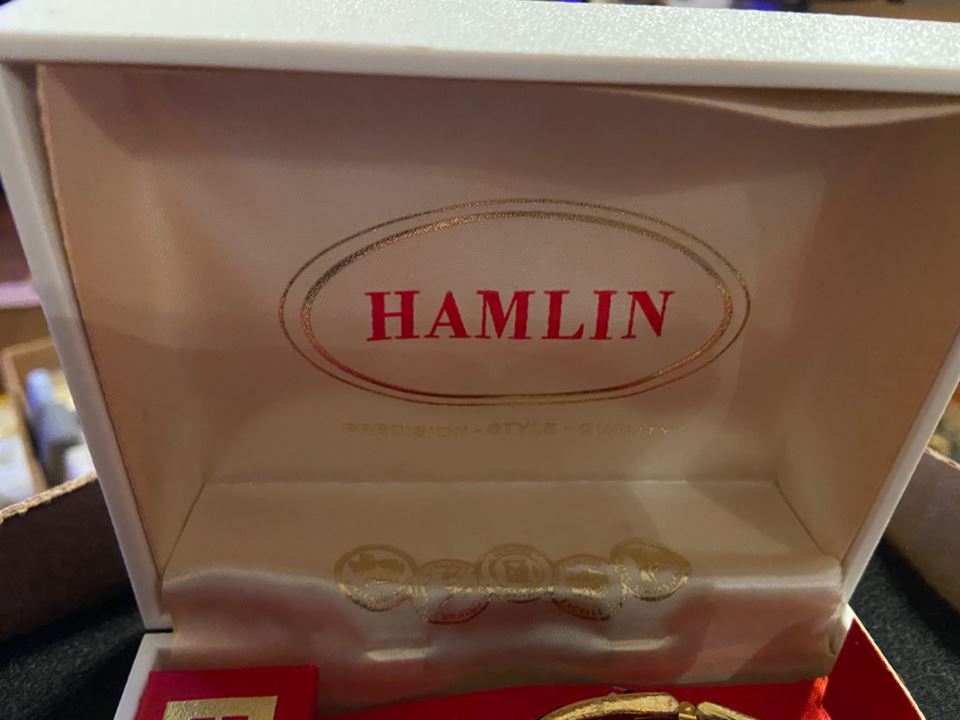 HAMLIN
PRECISION - STYLE - QUALITY